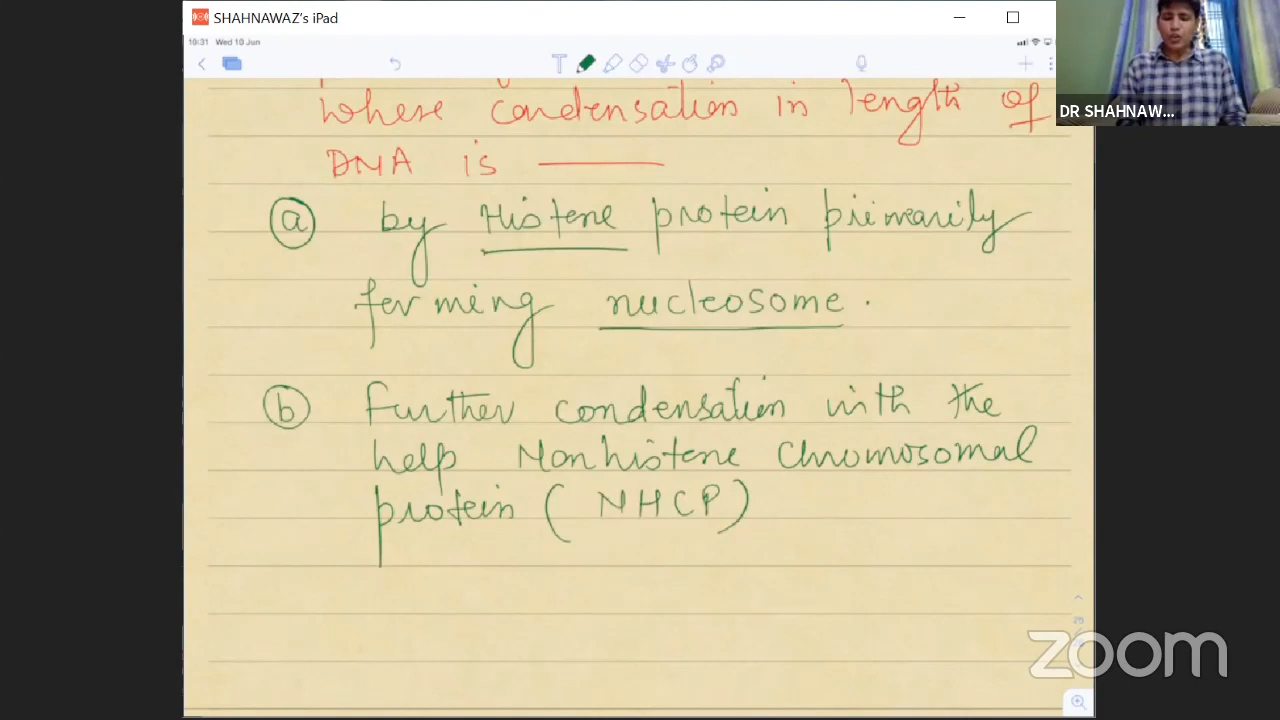 SHAHNAWAZ's iPad
10:31 Wed 10 Jun
DR SHAHNAW...
where condensation in length of
DNA is
a by Histone protein primarily
forming nucleosome.
b Further condensation with the
help Nonhistone Chromosomal
protein (NHCP)
zoom